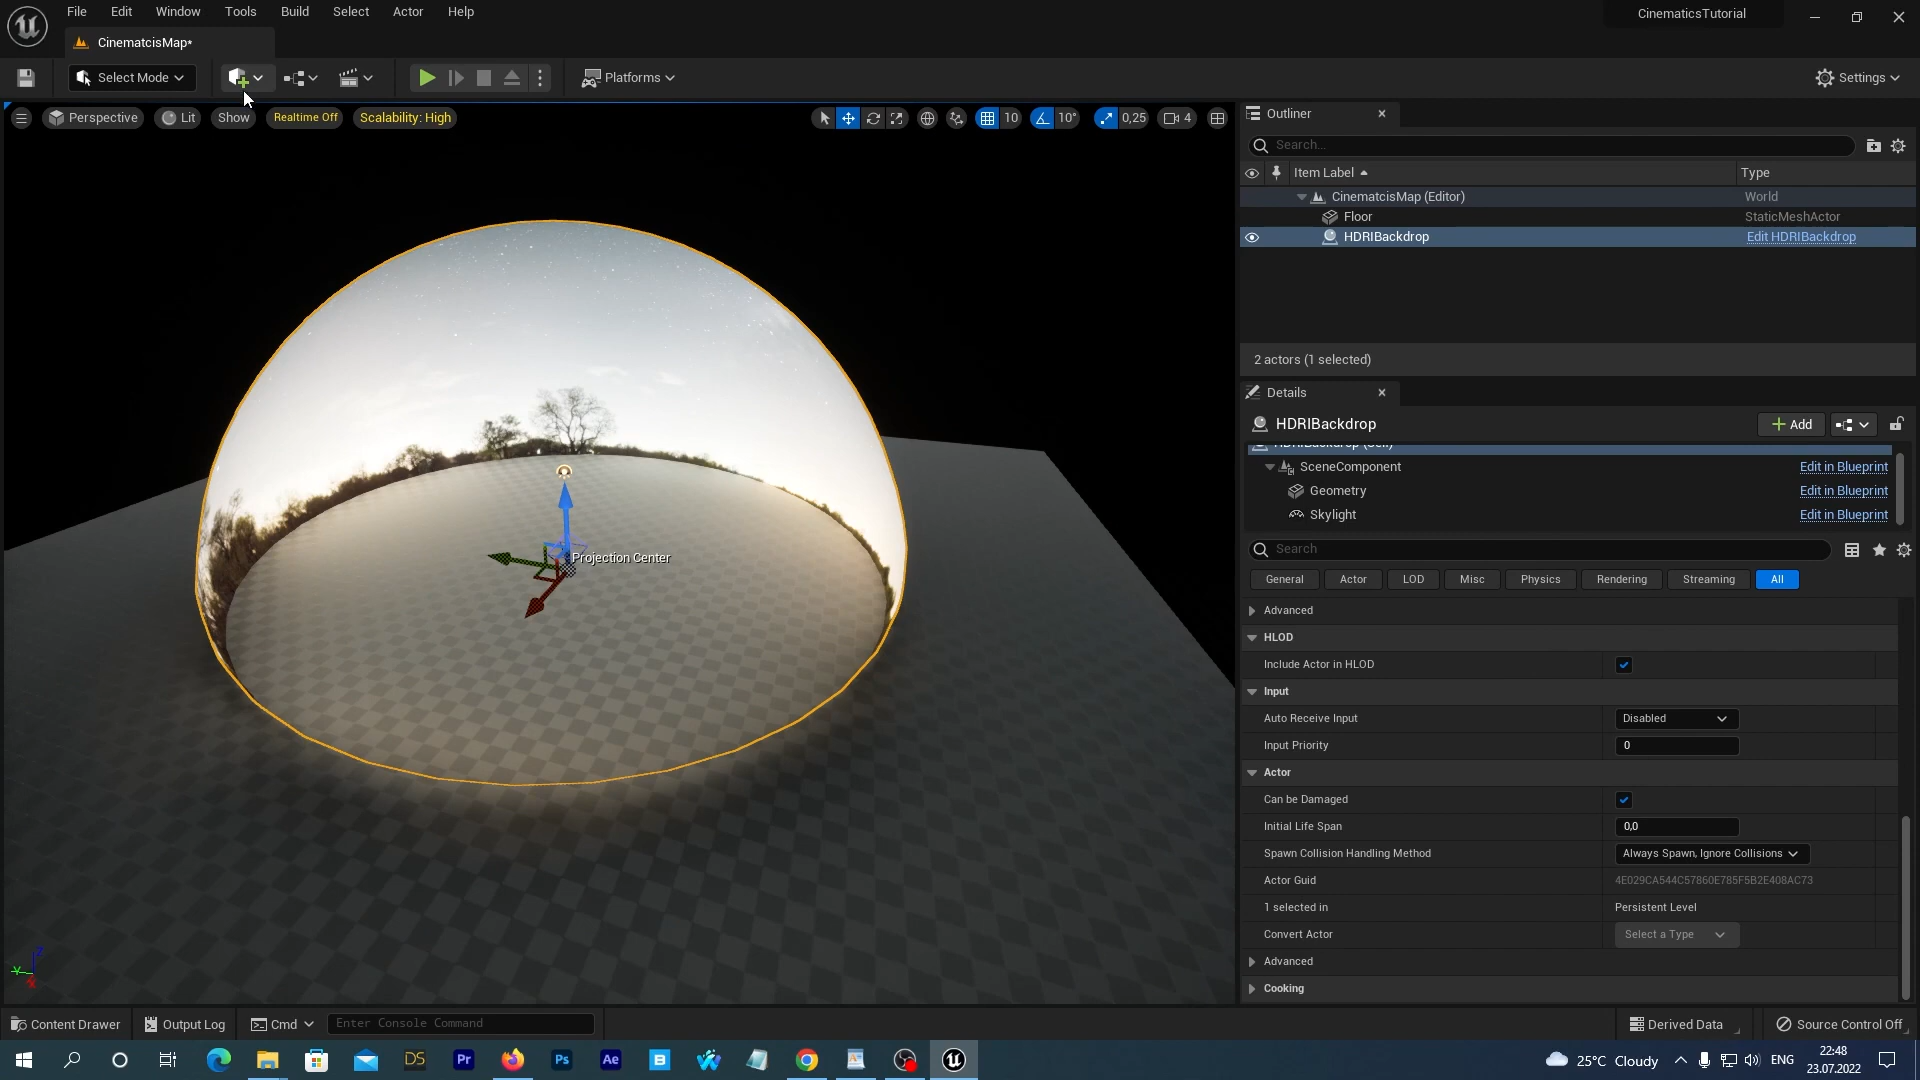 File Edit Window Tools Build Select Actor Help
CinematicsTutorial
CinematcisMap*
Select Mode
Platforms
Settings
Perspective Lit Show Realtime Off Scalability: High
10 10° 0,25 4
Outliner
Search...
Item Label Type
CinematcisMap (Editor) World
Floor StaticMeshActor
HDRIBackdrop Edit HDRIBackdrop
2 actors (1 selected)
Details
HDRIBackdrop
Add
HDRIBackdrop (Self)
SceneComponent Edit in Blueprint
Geometry Edit in Blueprint
Skylight Edit in Blueprint
Search
General Actor LOD Misc Physics Rendering Streaming All
Advanced
HLOD
Include Actor in HLOD
Input
Auto Receive Input Disabled
Input Priority 0
Actor
Can be Damaged
Initial Life Span 0,0
Spawn Collision Handling Method Always Spawn, Ignore Collisions
Actor Guid 4E029CA544C57860E785F5B2E408AC73
1 selected in Persistent Level
Convert Actor Select a Type
Advanced
Cooking
Projection Center
Z
Y
X
Content Drawer Output Log Cmd Enter Console Command
Derived Data Source Control Off
DS Pr Ps Ae B
25°C Cloudy ENG
22:48
23.07.2022